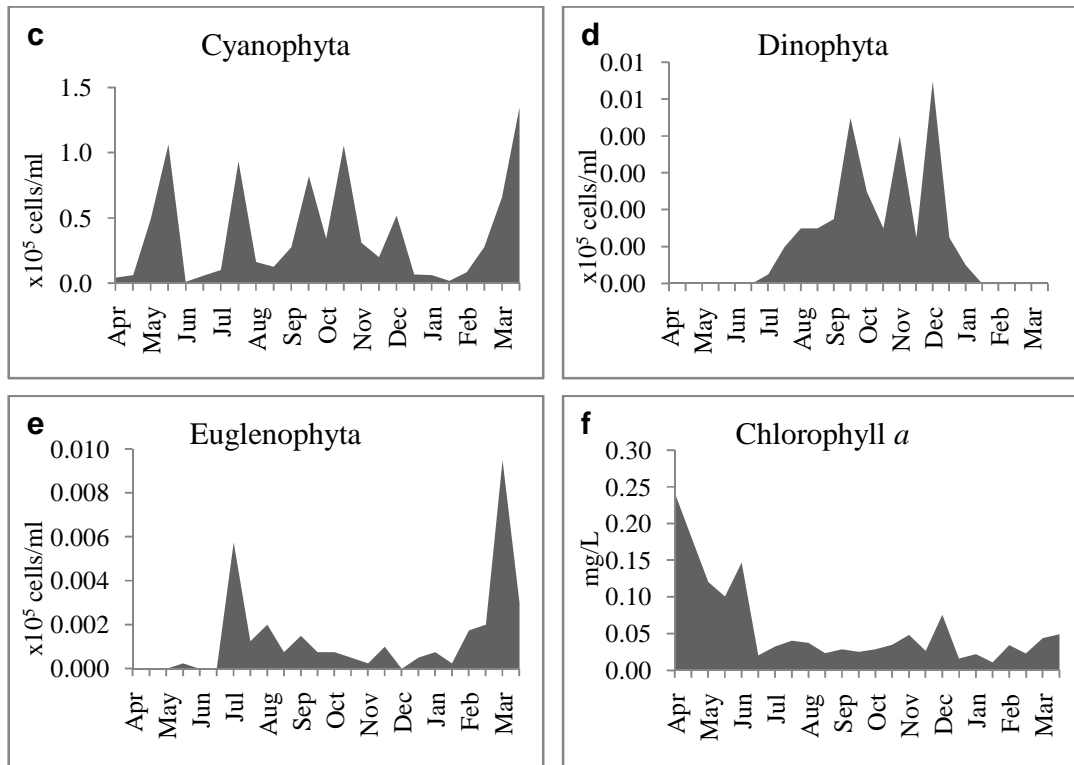 c
Cyanophyta
1.5
1.0
0.5
0.0
x10⁵ cells/ml
Apr
May
Jun
Jul
Aug
Sep
Oct
Nov
Dec
Jan
Feb
Mar
d
Dinophyta
0.01
0.01
0.00
0.00
0.00
0.00
0.00
x10⁵ cells/ml
Apr
May
Jun
Jul
Aug
Sep
Oct
Nov
Dec
Jan
Feb
Mar
e
Euglenophyta
0.010
0.008
0.006
0.004
0.002
0.000
x10⁵ cells/ml
Apr
May
Jun
Jul
Aug
Sep
Oct
Nov
Dec
Jan
Feb
Mar
f
Chlorophyll a
0.30
0.25
0.20
0.15
0.10
0.05
0.00
mg/L
Apr
May
Jun
Jul
Aug
Sep
Oct
Nov
Dec
Jan
Feb
Mar